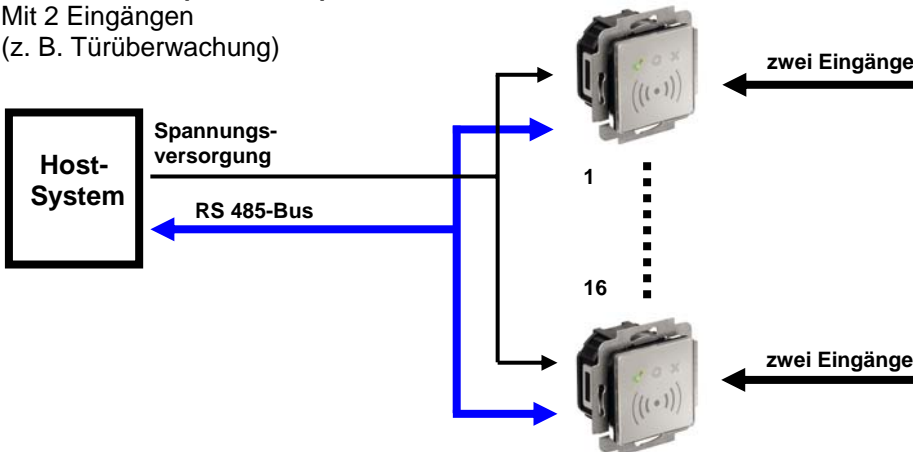 Mit 2 Eingängen
(z. B. Türüberwachung)
zwei Eingänge
Spannungs-
versorgung
Host-
System
1
RS 485-Bus
16
zwei Eingänge